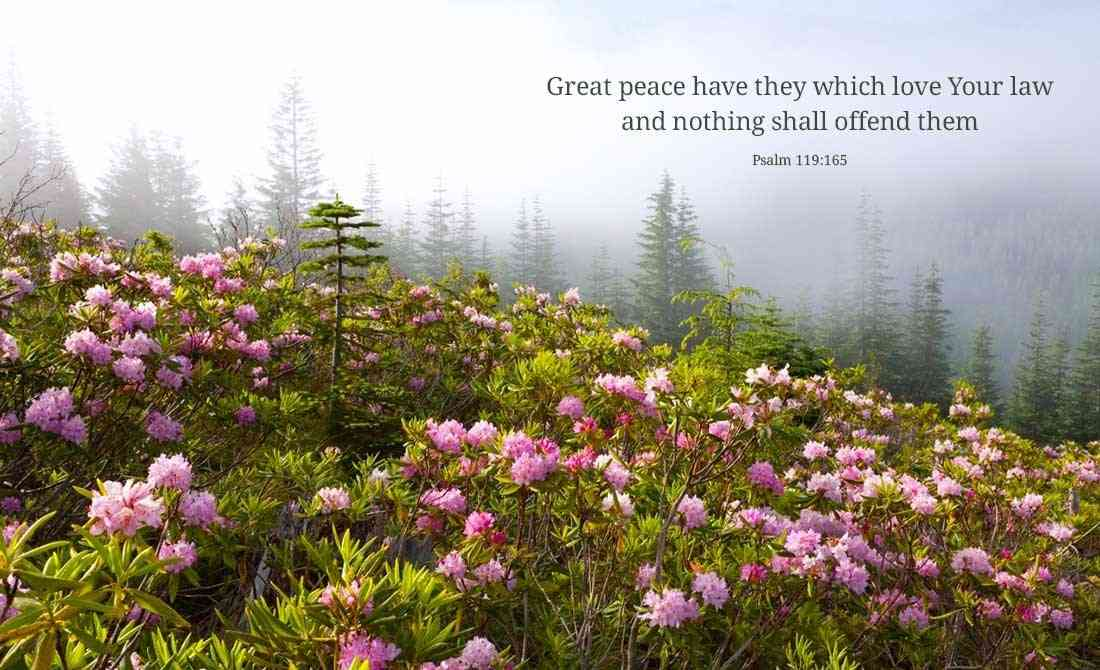 Great peace have they which love Your law
and nothing shall offend them
Psalm 119:165